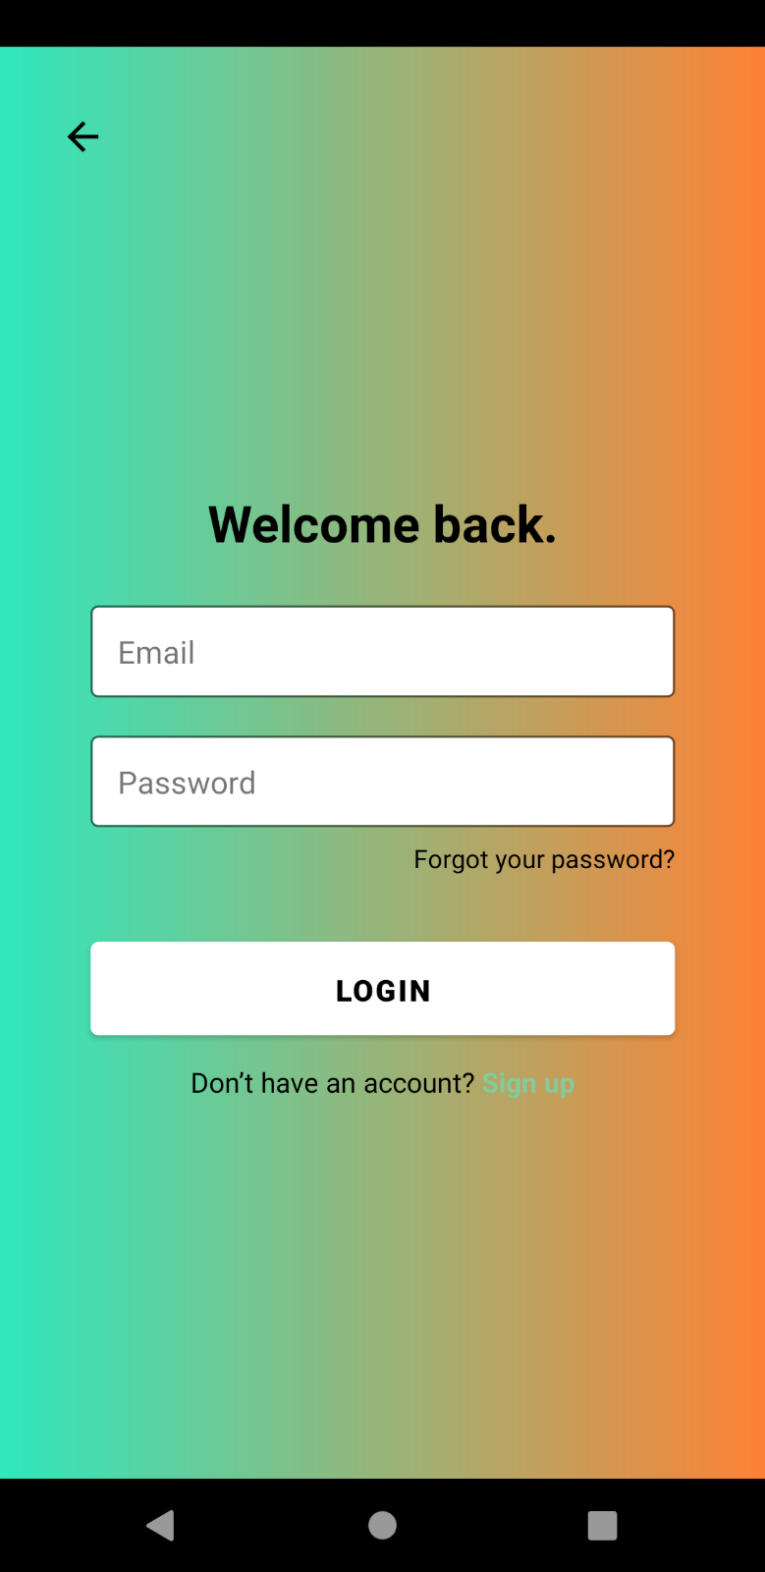 Welcome back.
Email
Password
Forgot your password?
LOGIN
Don’t have an account? Sign up